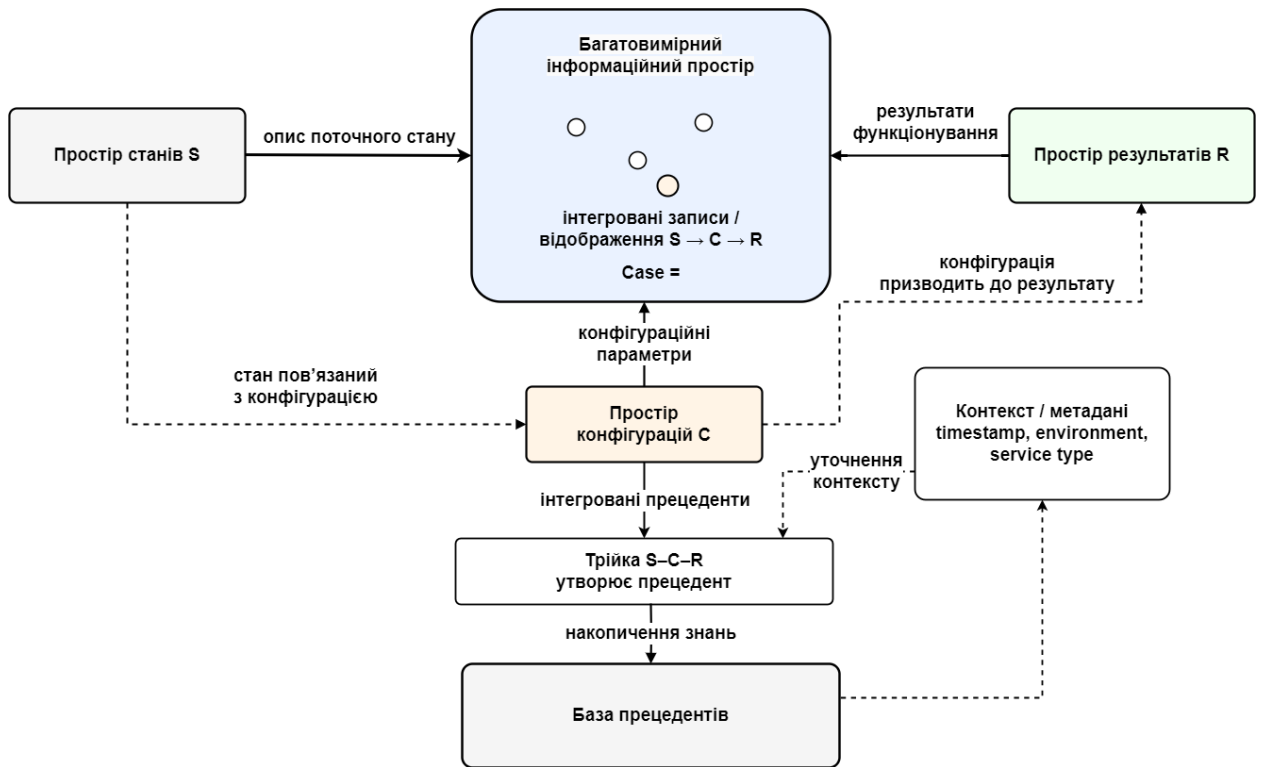 Багатовимірний
інформаційний простір
Простір станів S
опис поточного стану
результати
функціонування
Простір результатів R
інтегровані записи /
відображення S → C → R
Case =
конфігурація
призводить до результату
конфігураційні
параметри
стан пов’язаний
з конфігурацією
Простір
конфігурацій C
Контекст / метадані
timestamp, environment,
service type
уточнення
контексту
інтегровані прецеденти
Трійка S–C–R
утворює прецедент
накопичення знань
База прецедентів